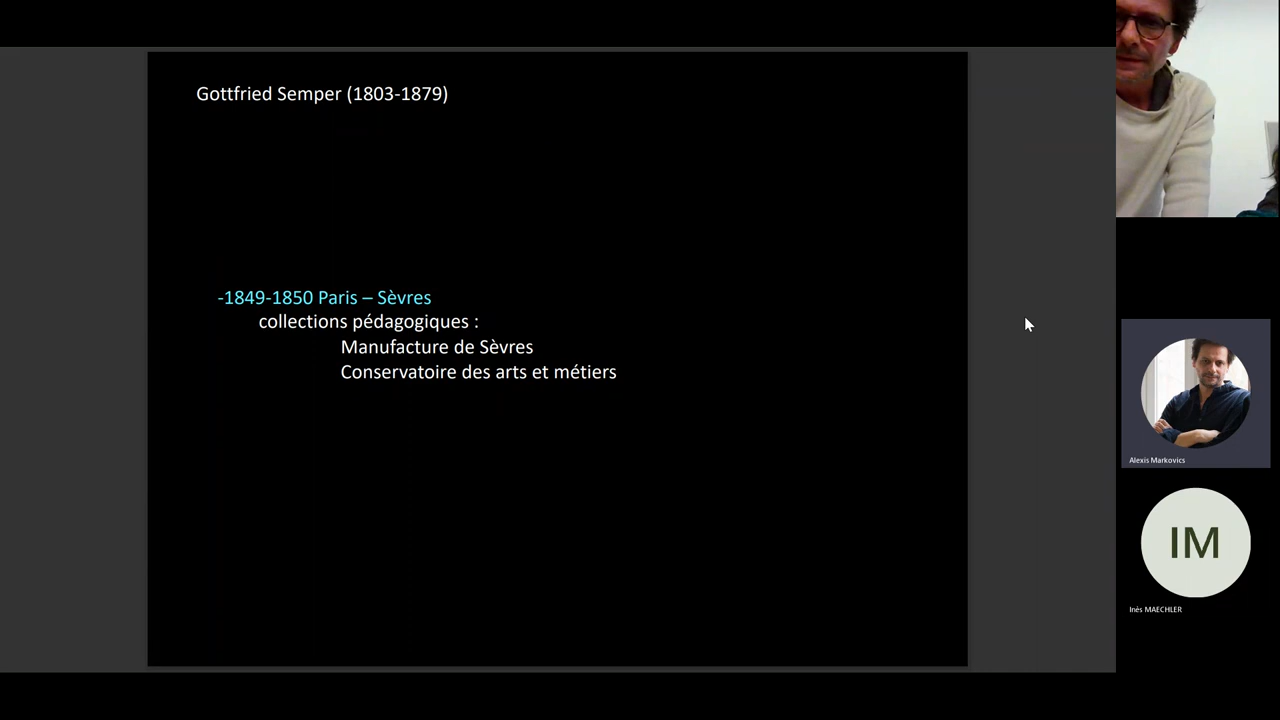 Gottfried Semper (1803-1879)
-1849-1850 Paris – Sèvres
collections pédagogiques :
Manufacture de Sèvres
Conservatoire des arts et métiers
Alexis Markovics
IM
Inès MAECHLER